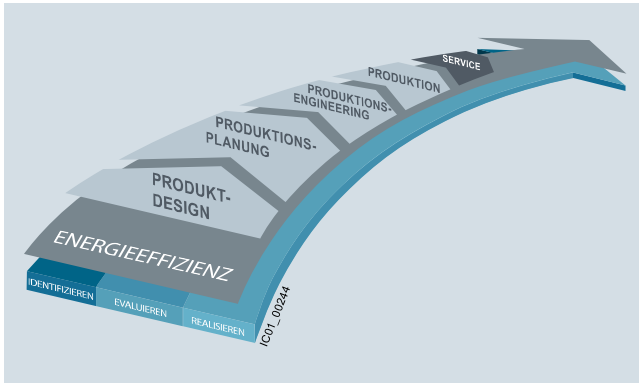 SERVICE
PRODUKTION
PRODUKTIONS-
ENGINEERING
PRODUKTIONS-
PLANUNG
PRODUKT-
DESIGN
ENERGIEEFFIZIENZ
IDENTIFIZIEREN
EVALUIEREN
REALISIEREN
IC01_00244